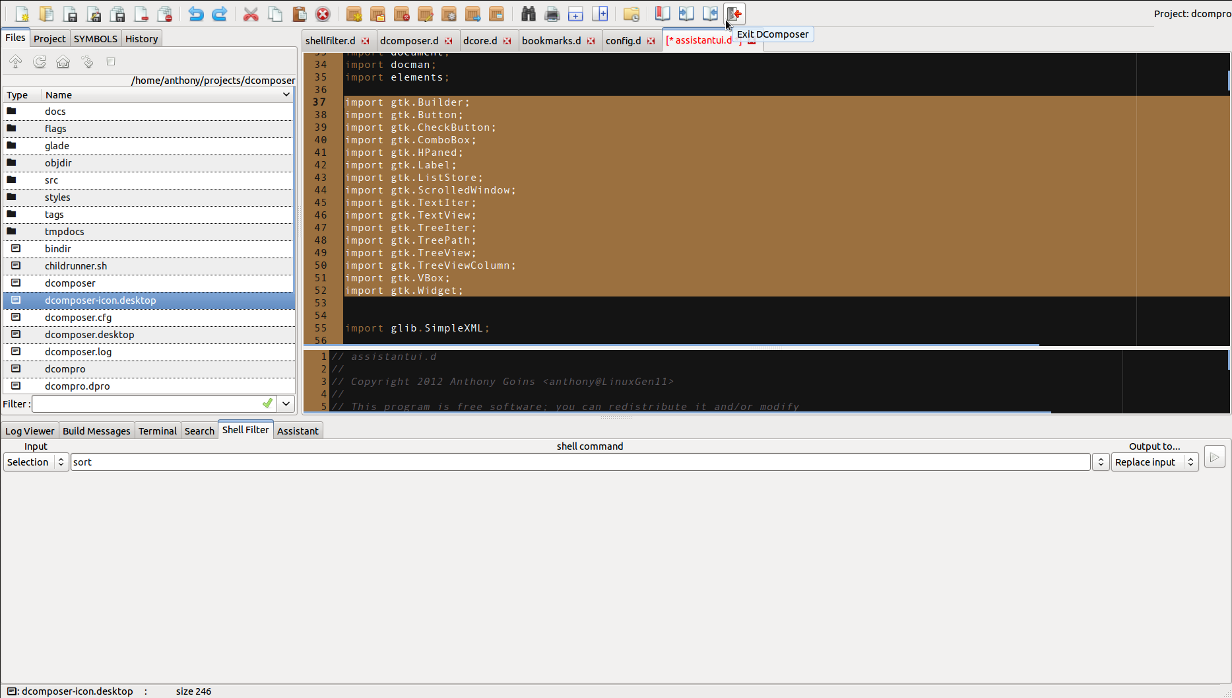 Project: dcompro
Exit DComposer
Files Project SYMBOLS History
shellfilter.d dcomposer.d dcore.d bookmarks.d config.d [* assistantui.d
/home/anthony/projects/dcomposer
Type Name
docs
flags
glade
objdir
src
styles
tags
tmpdocs
bindir
childrunner.sh
dcomposer
dcomposer-icon.desktop
dcomposer.cfg
dcomposer.desktop
dcomposer.log
dcompro
dcompro.dpro
Filter :
34 import docman;
35 import elements;
36
37 import gtk.Builder;
38 import gtk.Button;
39 import gtk.CheckButton;
40 import gtk.ComboBox;
41 import gtk.HPaned;
42 import gtk.Label;
43 import gtk.ListStore;
44 import gtk.ScrolledWindow;
45 import gtk.TextIter;
46 import gtk.TextView;
47 import gtk.TreeIter;
48 import gtk.TreePath;
49 import gtk.TreeView;
50 import gtk.TreeViewColumn;
51 import gtk.VBox;
52 import gtk.Widget;
53
54
55 import glib.SimpleXML;
56
1 // assistantui.d
2 //
3 // Copyright 2012 Anthony Goins <anthony@LinuxGen11>
4 //
5 // This program is free software; you can redistribute it and/or modify
Log Viewer Build Messages Terminal Search Shell Filter Assistant
Input shell command Output to...
Selection sort Replace input
: dcomposer-icon.desktop : size 246